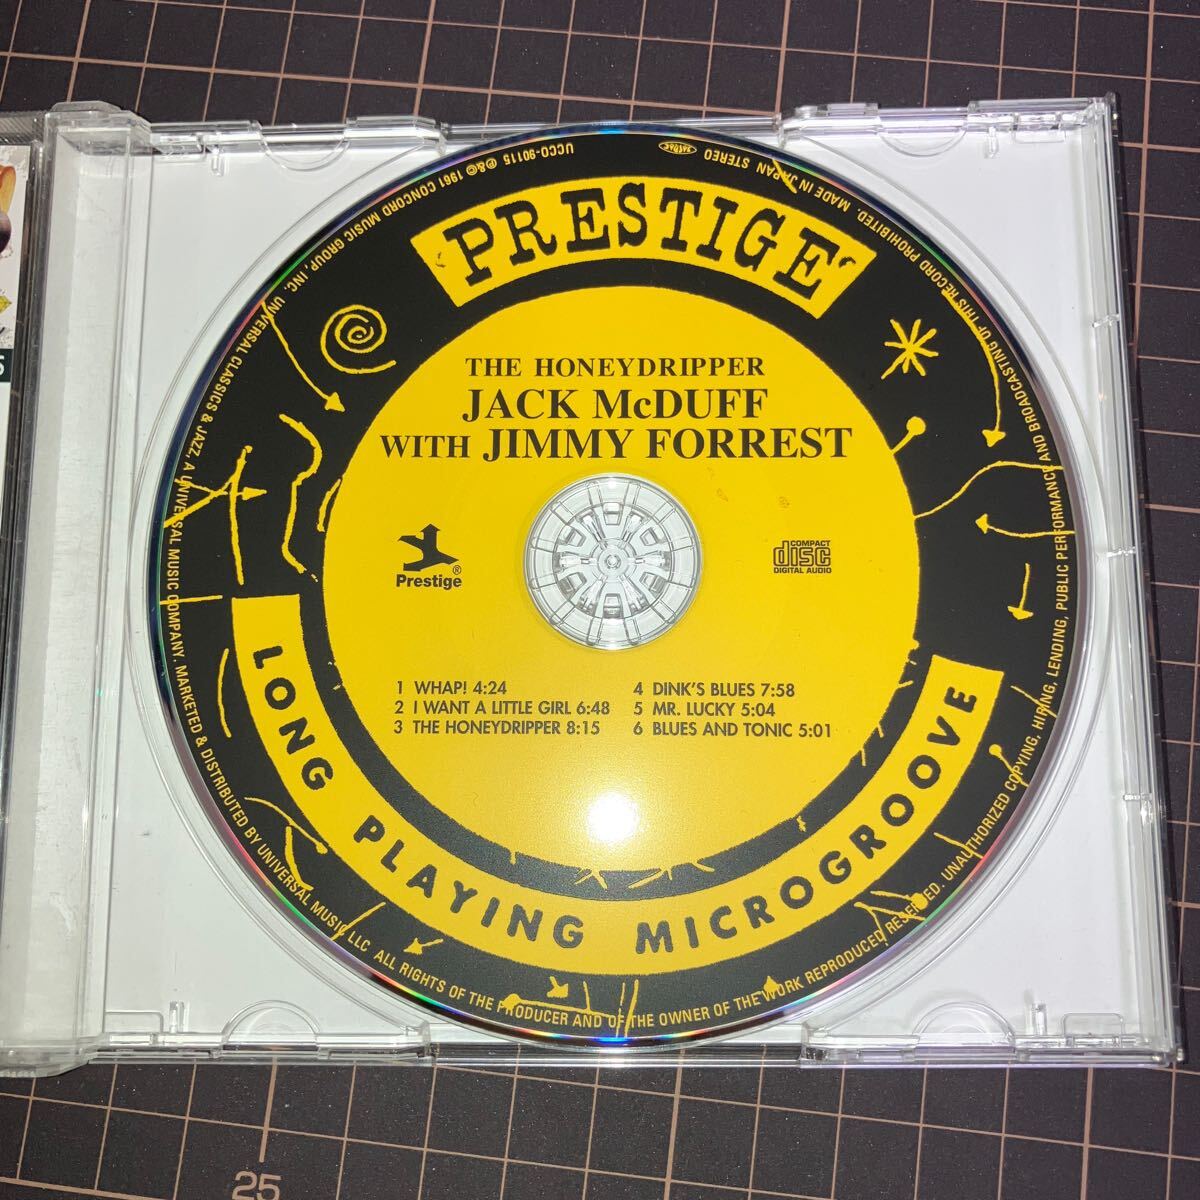 PRESTIGE
THE HONEYDRIPPER
JACK McDUFF
WITH JIMMY FORREST
Prestige®
COMPACT
disc
DIGITAL AUDIO
1 WHAP! 4:24
2 I WANT A LITTLE GIRL 6:48
3 THE HONEYDRIPPER 8:15
4 DINK'S BLUES 7:58
5 MR. LUCKY 5:04
6 BLUES AND TONIC 5:01
LONG PLAYING MICROGROOVE
UCCO-90115 ℗&© 1961 CONCORD MUSIC GROUP, INC. UNIVERSAL CLASSICS & JAZZ, A UNIVERSAL MUSIC COMPANY. MARKETED & DISTRIBUTED BY UNIVERSAL MUSIC LLC ALL RIGHTS OF THE PRODUCER AND OF THE OWNER OF THE WORK REPRODUCED RESERVED. UNAUTHORIZED COPYING, HIRING, LENDING, PUBLIC PERFORMANCE AND BROADCASTING OF THIS RECORD PROHIBITED. MADE IN JAPAN STEREO
25